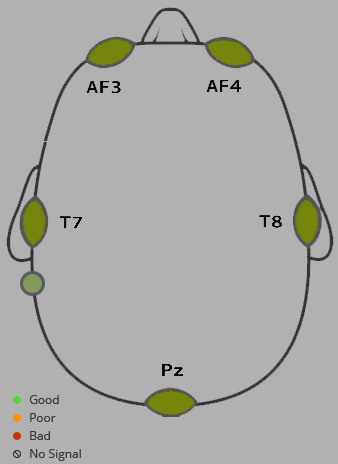 AF3 AF4
T7 T8
Pz
Good
Poor
Bad
No Signal